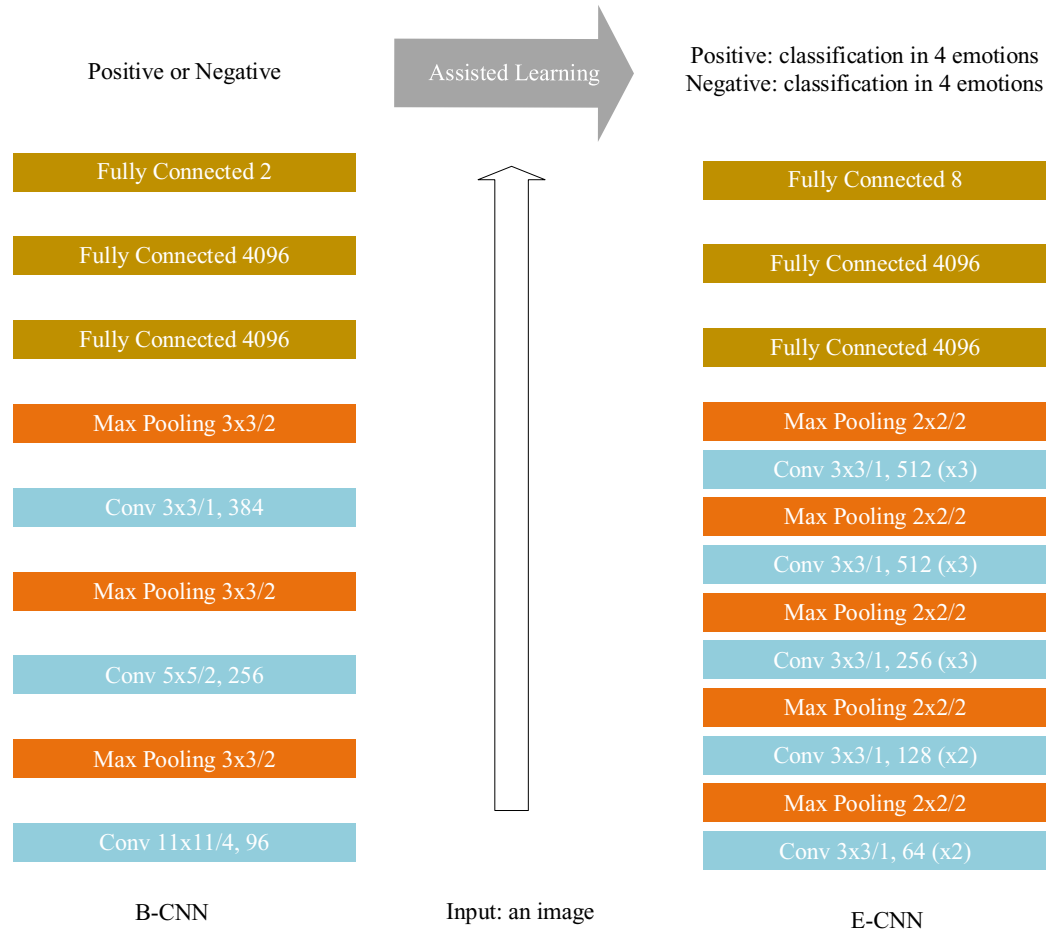 Positive or Negative
Assisted Learning
Positive: classification in 4 emotions
Negative: classification in 4 emotions
Fully Connected 2
Fully Connected 4096
Fully Connected 4096
Max Pooling 3x3/2
Conv 3x3/1, 384
Max Pooling 3x3/2
Conv 5x5/2, 256
Max Pooling 3x3/2
Conv 11x11/4, 96
B-CNN
Input: an image
Fully Connected 8
Fully Connected 4096
Fully Connected 4096
Max Pooling 2x2/2
Conv 3x3/1, 512 (x3)
Max Pooling 2x2/2
Conv 3x3/1, 512 (x3)
Max Pooling 2x2/2
Conv 3x3/1, 256 (x3)
Max Pooling 2x2/2
Conv 3x3/1, 128 (x2)
Max Pooling 2x2/2
Conv 3x3/1, 64 (x2)
E-CNN